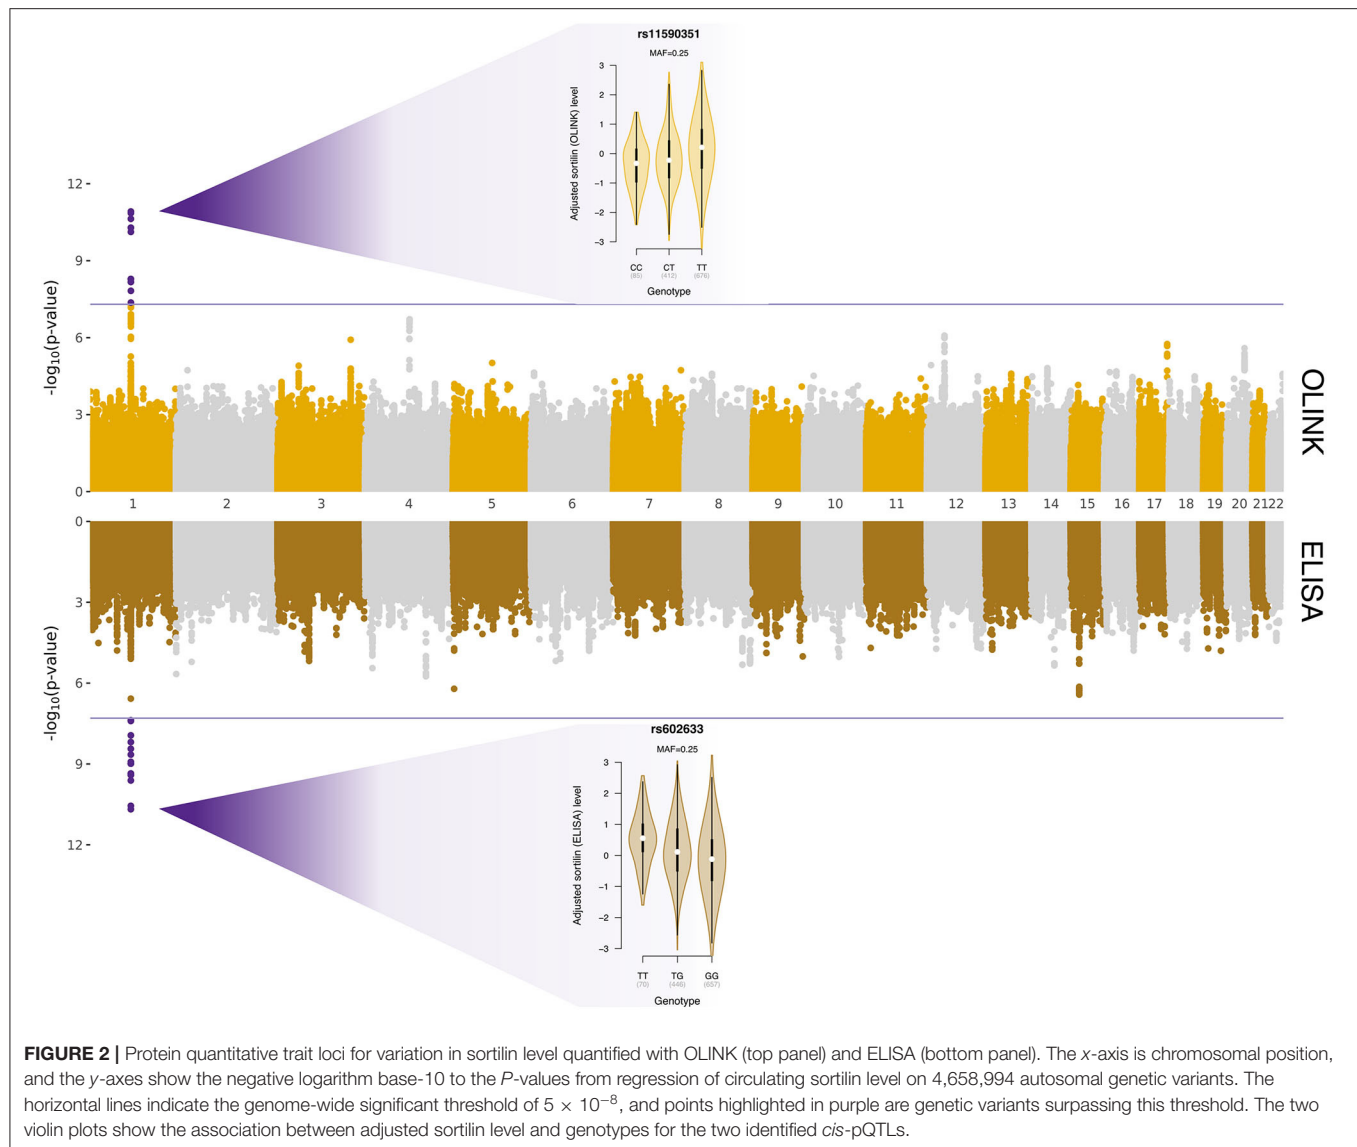 rs11590351
MAF=0.25
Adjusted sortilin (OLINK) level
3
2
1
0
−1
−2
−3
CC
CT
TT
(85)
(412)
(676)
Genotype
-log10(p-value)
12
9
6
3
0
OLINK
1 2 3 4 5 6 7 8 9 10 11 12 13 14 15 16 17 18 19 20 21 22
0
3
6
9
12
-log10(p-value)
ELISA
rs602633
MAF=0.25
Adjusted sortilin (ELISA) level
3
2
1
0
−1
−2
−3
TT
TG
GG
(70)
(446)
(657)
Genotype
FIGURE 2 | Protein quantitative trait loci for variation in sortilin level quantified with OLINK (top panel) and ELISA (bottom panel). The x-axis is chromosomal position,
and the y-axes show the negative logarithm base-10 to the P-values from regression of circulating sortilin level on 4,658,994 autosomal genetic variants. The
horizontal lines indicate the genome-wide significant threshold of 5 × 10−8, and points highlighted in purple are genetic variants surpassing this threshold. The two
violin plots show the association between adjusted sortilin level and genotypes for the two identified cis-pQTLs.